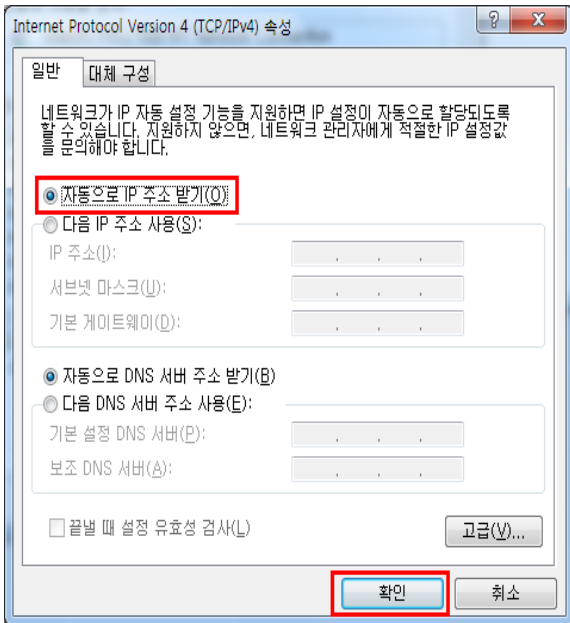 Internet Protocol Version 4 (TCP/IPv4) 속성
일반
대체 구성
네트워크가 IP 자동 설정 기능을 지원하면 IP 설정이 자동으로 할당되도록
할 수 있습니다. 지원하지 않으면, 네트워크 관리자에게 적절한 IP 설정값
을 문의해야 합니다.
자동으로 IP 주소 받기(O)
다음 IP 주소 사용(S):
IP 주소(I):
서브넷 마스크(U):
기본 게이트웨이(D):
자동으로 DNS 서버 주소 받기(B)
다음 DNS 서버 주소 사용(E):
기본 설정 DNS 서버(P):
보조 DNS 서버(A):
끝낼 때 설정 유효성 검사(L)
고급(V)...
확인
취소